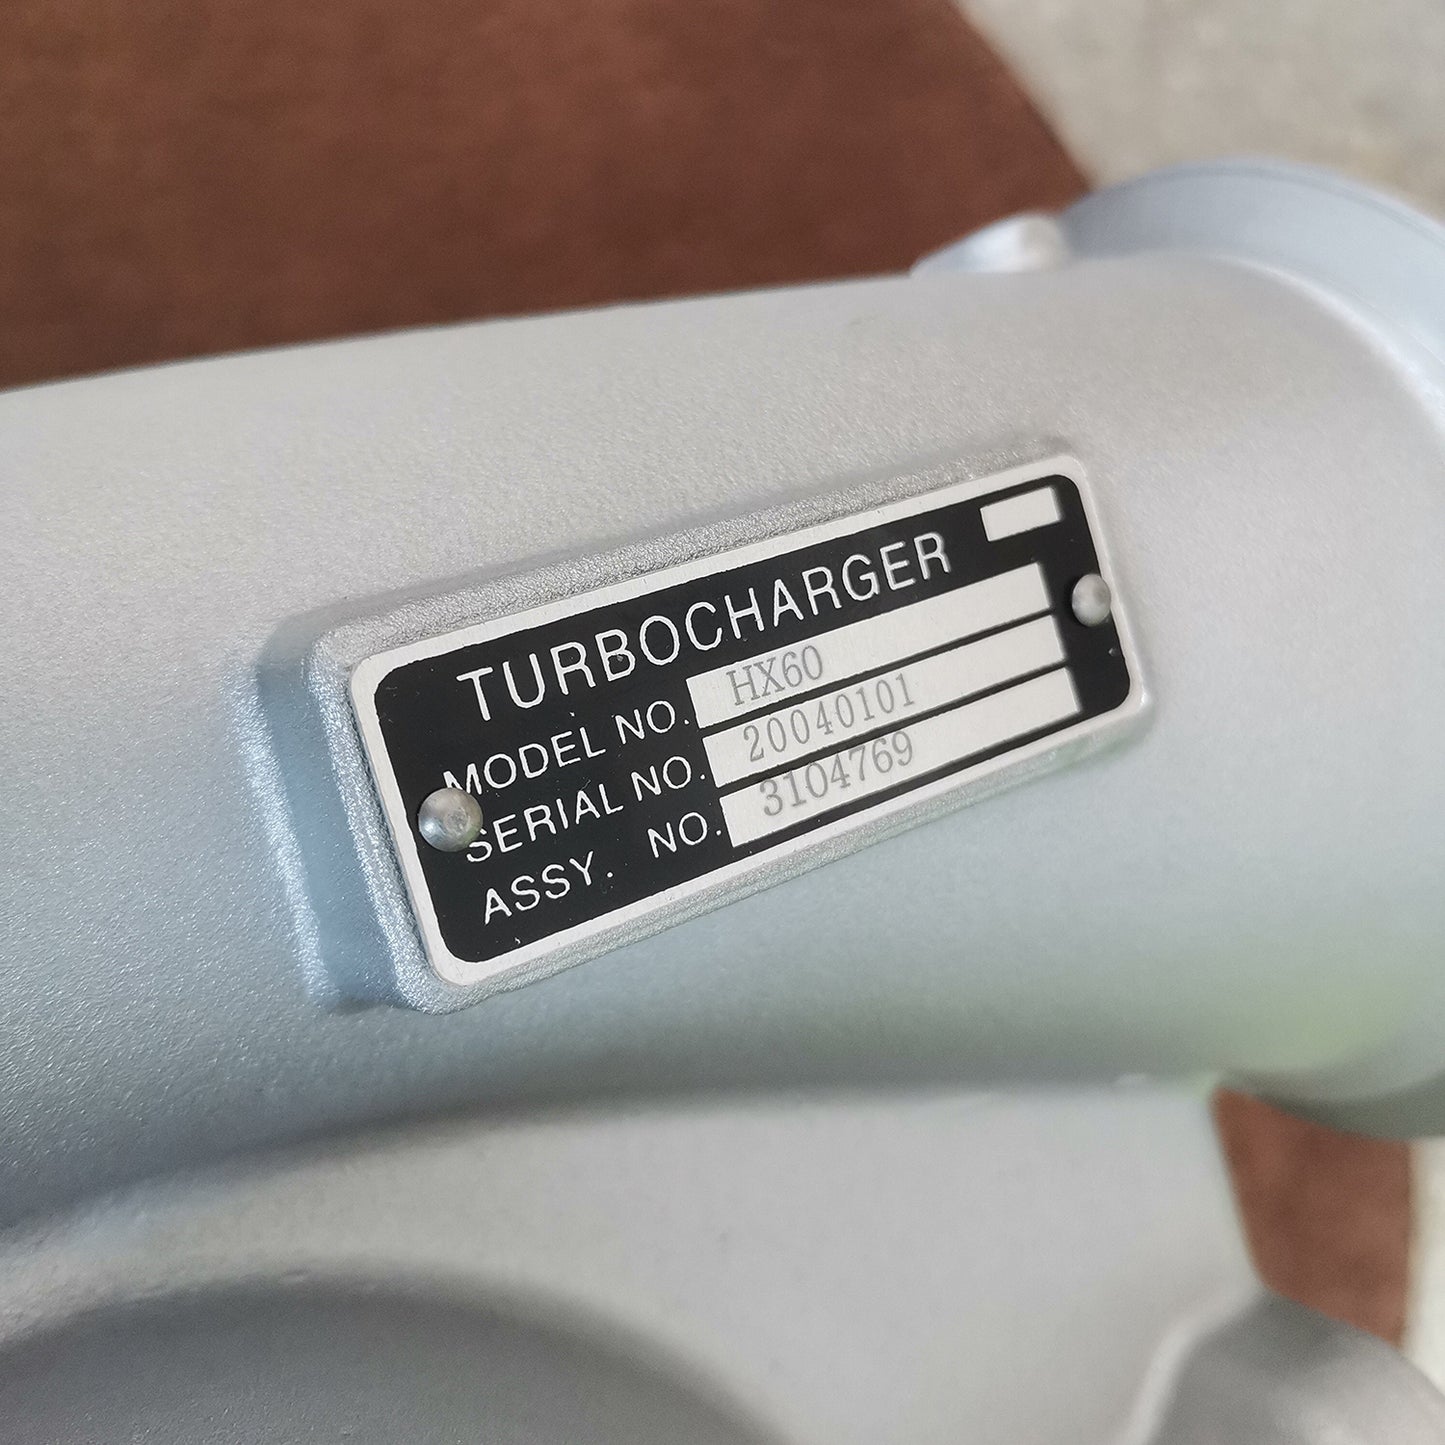 TURBOCHARGER
MODEL NO. HX60
SERIAL NO. 20040101
ASSY. NO. 3104769